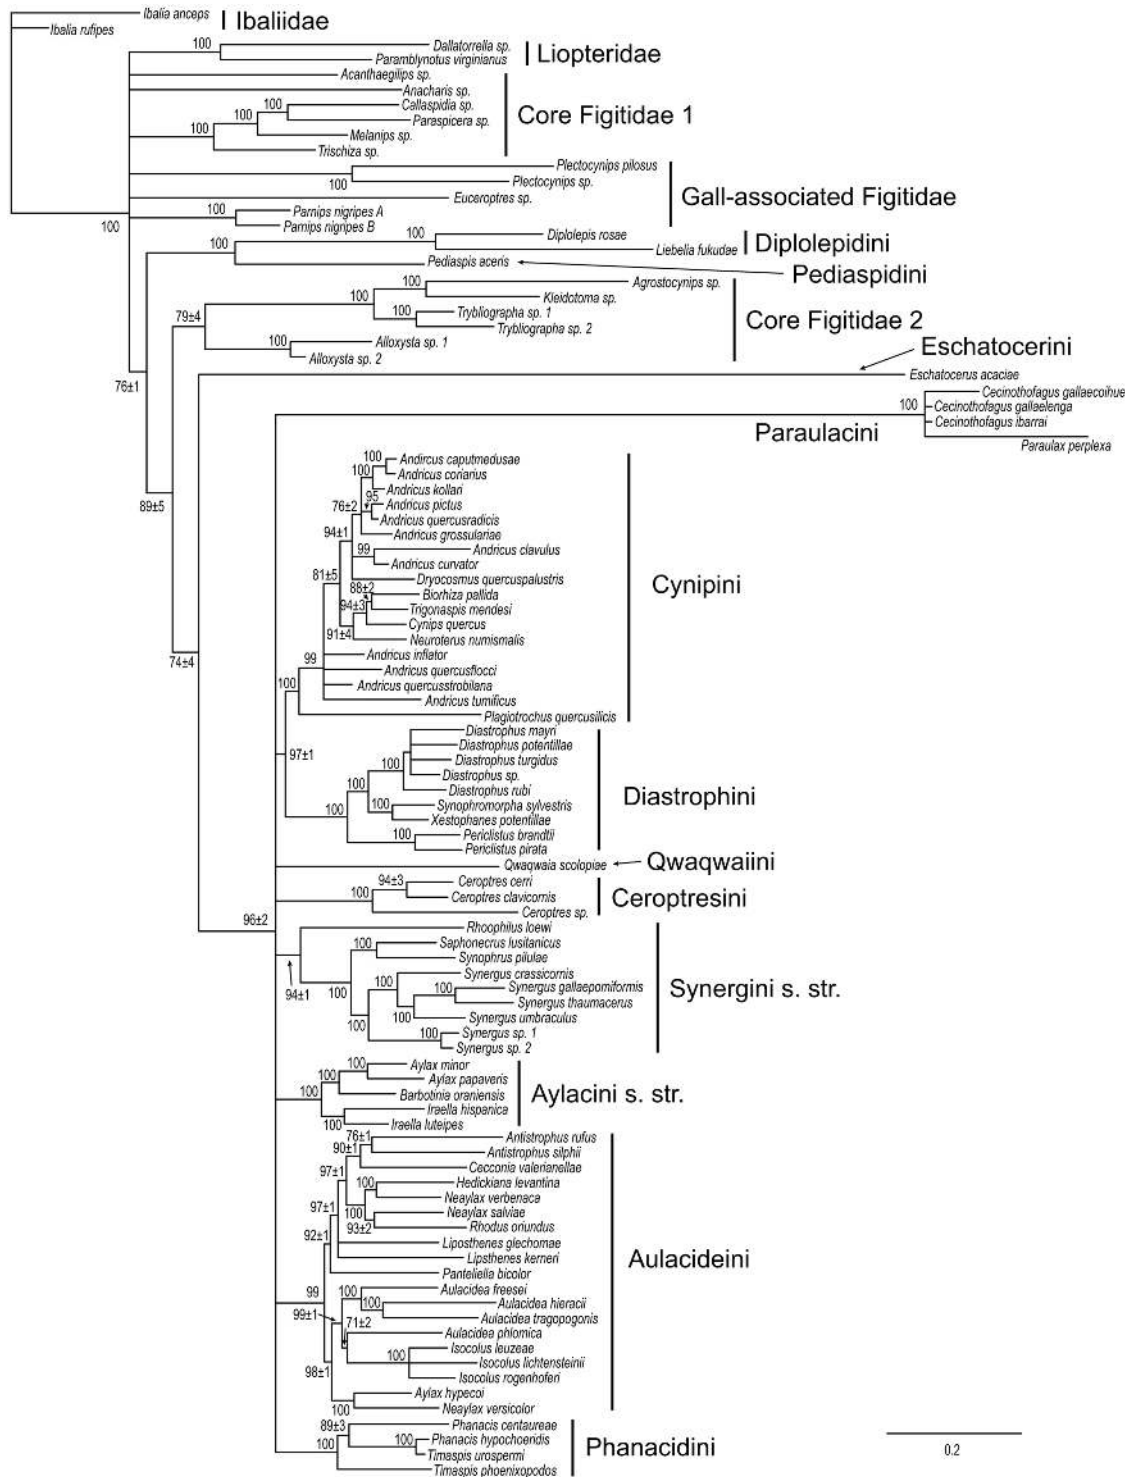 Ibalia anceps
Ibalia rufipes
Ibaliidae
100
Dallatorrelia sp.
Paramblynotus virginianus
Liopteridae
Acanthaegilips sp.
Anacharis sp.
100
Callaspidia sp.
100
Paraspicera sp.
100
Melanips sp.
Trischiza sp.
Core Figitidae 1
Plectocynips pilosus
100
Plectocynips sp.
Euceroptres sp.
100
Parnips nigripes A
Parnips nigripes B
Gall-associated Figitidae
100
100
100
Diplolepis rosae
Liebelia fukudae
Diplolepidini
Pediaspis aceris
Pediaspidini
100
Agrostocynips sp.
100
Kleidotoma sp.
Trybliographa sp. 1
100
Trybliographa sp. 2
79±4
100
Alloxysta sp. 1
Alloxysta sp. 2
Core Figitidae 2
Eschatocerini
76±1
Eschatocerus acaciae
Cecinothofagus gallaecoihue
100
Cecinothofagus gallaelenga
Cecinothofagus ibarrai
Paraulax perplexa
Paraulacini
100
Andircus caputmedusae
100
Andricus coriarius
Andricus kollari
95
76±2
Andricus pictus
Andricus quercusradicis
89±5
94±1
Andricus grossulariae
99
Andricus clavulus
Andricus curvator
81±5
Dryocosmus quercuspalustris
88±2
Biorhiza pallida
94±3
Trigonaspis mendesi
Cynips quercus
91±4
Neuroterus numismalis
99
Andricus inflator
74±4
Andricus quercusflocci
100
Andricus quercusstrobilana
Andricus tumificus
Plagiotrochus quercusilicis
Cynipini
Diastrophus mayri
Diastrophus potentillae
97±1
100
Diastrophus turgidus
Diastrophus sp.
100
Diastrophus rubi
100
Synophromorpha sylvestris
100
Xestophanes potentillae
100
Periclistus brandtii
Periclistus pirata
Diastrophini
Qwaqwaia scolopiae
Qwaqwaiini
94±3
Ceroptres cerri
100
Ceroptres clavicornis
Ceroptres sp.
Ceroptresini
96±2
Rhoophilus loewi
100
Saphonecrus lusitanicus
Synophrus pilulae
100
Synergus crassicornis
94±1
100
100
Synergus gallaepomiformis
Synergus thaumacerus
100
Synergus umbraculus
100
100
Synergus sp. 1
Synergus sp. 2
Synergini s. str.
100
Aylax minor
100
Aylax papaveris
100
Barbotinia oraniensis
Iraella hispanica
100
Iraella luteipes
Aylacini s. str.
76±1
Antistrophus rufus
90±1
Antistrophus silphii
97±1
Cecconia valerianellae
100
Hedickiana levantina
Neaylax verbenaca
97±1
100
Neaylax salviae
93±2
Rhodus oriundus
92±1
Liposthenes glechomae
Lipsthenes kerneri
Panteliella bicolor
99
100
Aulacidea freesei
99±1
100
Aulacidea hieracii
71±2
Aulacidea tragopogonis
Aulacidea phlomica
100
Isocolus leuzeae
98±1
Isocolus lichtensteinii
Isocolus rogenhoferi
Aylax hypecoi
100
Neaylax versicolor
Aulacideini
89±3
Phanacis centaureae
100
Phanacis hypochoeridis
100
Timaspis urospermi
Timaspis phoenixopodos
Phanacidini
0.2